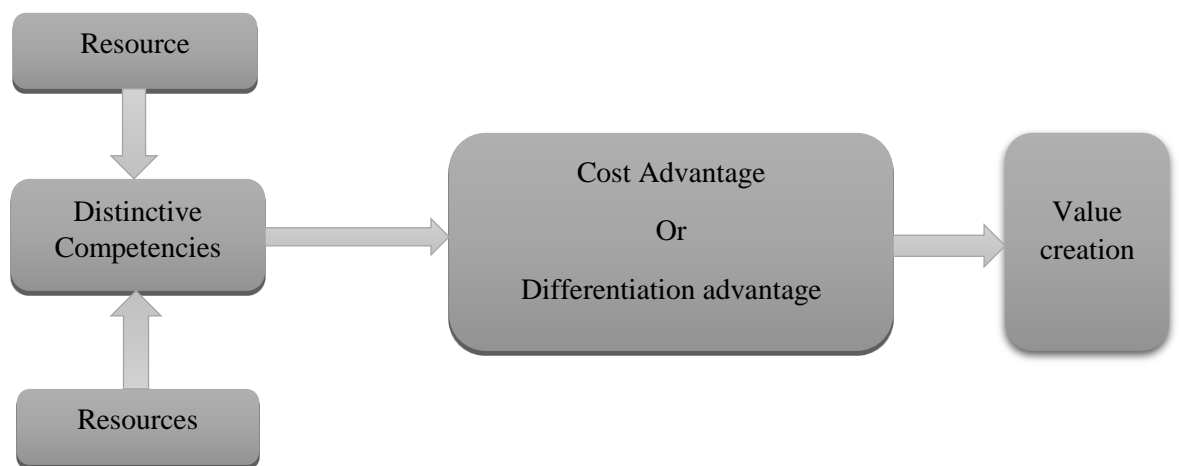 Resource
Distinctive
Competencies
Resources
Cost Advantage
Or
Differentiation advantage
Value
creation